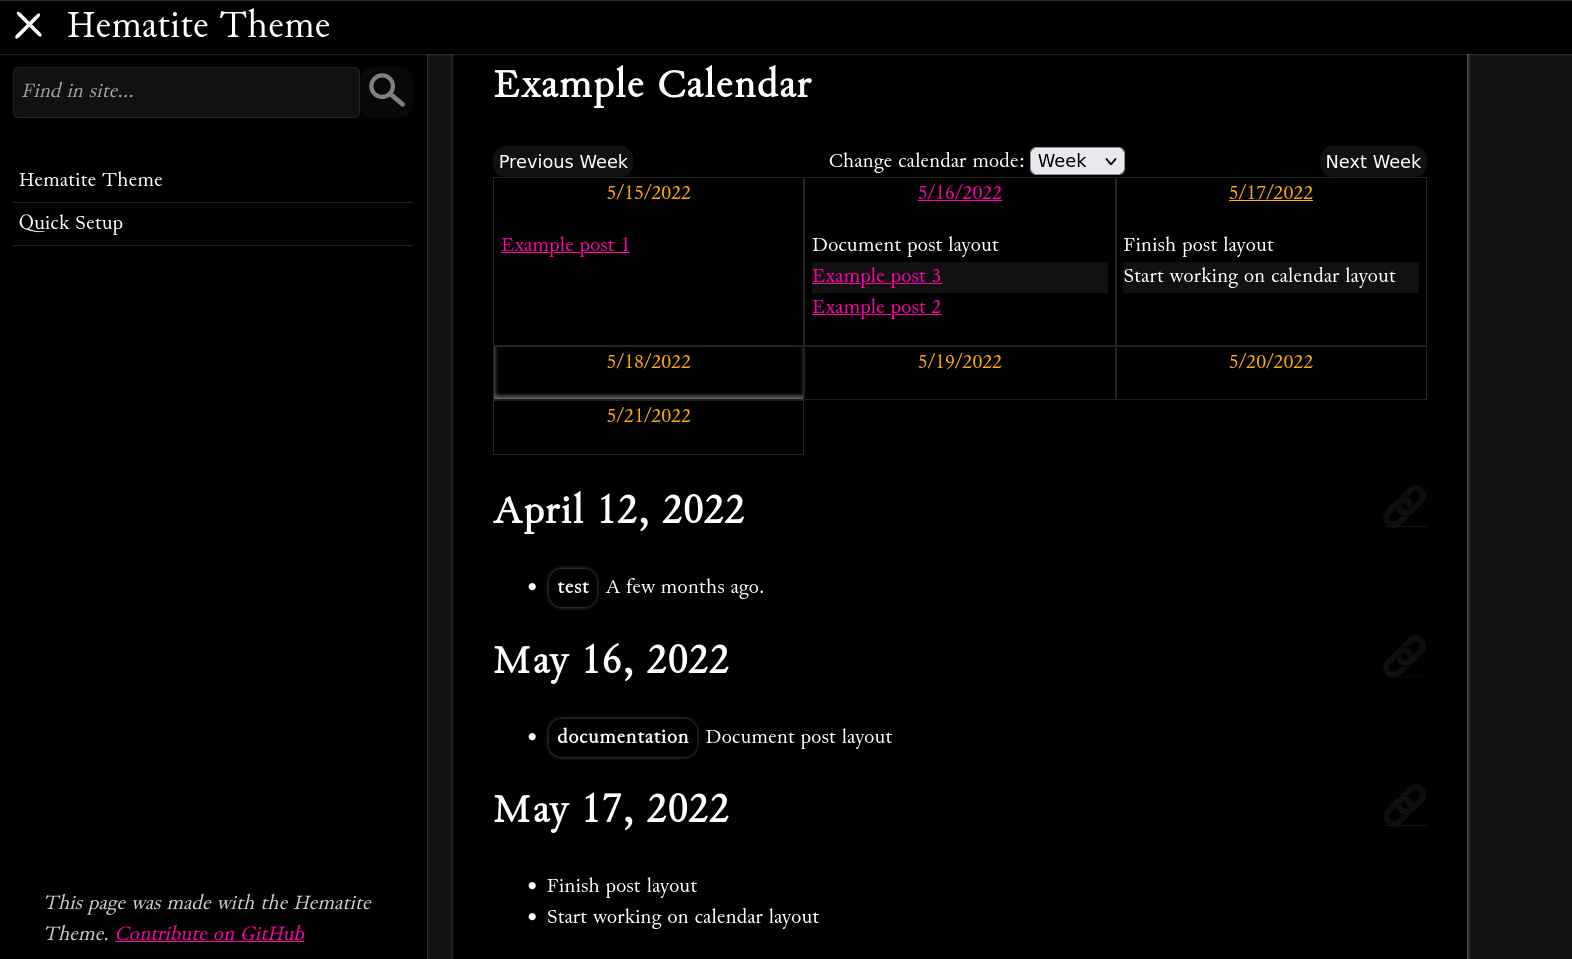 Hematite Theme
Find in site...
Hematite Theme
Quick Setup
This page was made with the Hematite
Theme. Contribute on GitHub
Example Calendar
Previous Week
Change calendar mode: Week
Next Week
5/15/2022
Example post 1
5/16/2022
Document post layout
Example post 3
Example post 2
5/17/2022
Finish post layout
Start working on calendar layout
5/18/2022
5/19/2022
5/20/2022
5/21/2022
April 12, 2022
test A few months ago.
May 16, 2022
documentation Document post layout
May 17, 2022
Finish post layout
Start working on calendar layout